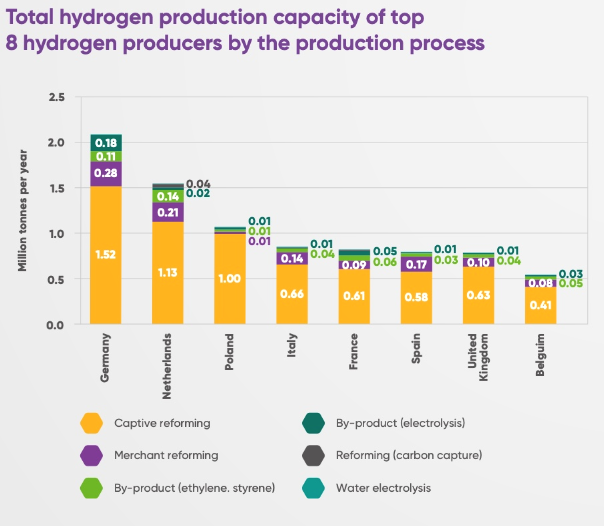 Total hydrogen production capacity of top
8 hydrogen producers by the production process
Million tonnes per year
2.5
2.0
1.5
1.0
0.5
0.0
0.18
0.11
0.28
1.52
0.04
0.02
0.14
0.21
1.13
0.01
0.01
0.01
1.00
0.01
0.04
0.14
0.66
0.05
0.06
0.09
0.61
0.01
0.03
0.17
0.58
0.01
0.04
0.10
0.63
0.03
0.05
0.08
0.41
Germany
Netherlands
Poland
Italy
France
Spain
United
Kingdom
Belguim
Captive reforming
By-product (electrolysis)
Merchant reforming
Reforming (carbon capture)
By-product (ethylene. styrene)
Water electrolysis